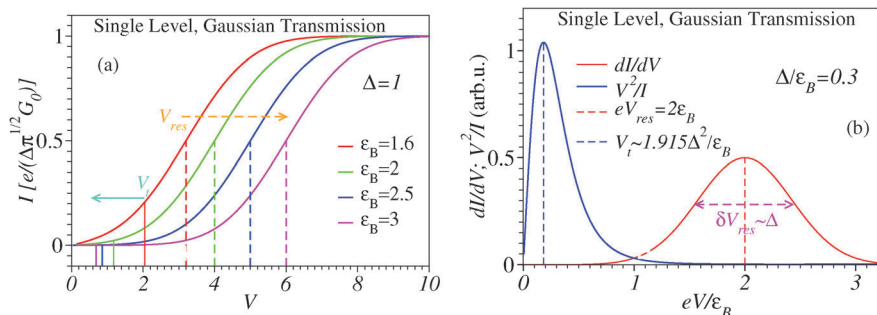 Single Level, Gaussian Transmission
(a)
Δ=1
V_res
V_t
ε_B=1.6
ε_B=2
ε_B=2.5
ε_B=3
I [e/(Δπ^{1/2}G_0)]
1
0.5
0
0 2 4 6 8 10
V
Single Level, Gaussian Transmission
dI/dV
V^2/I
eV_res=2ε_B
V_t~1.915Δ^2/ε_B
Δ/ε_B=0.3
(b)
δV_res~Δ
dI/dV; V^2/I (arb.u.)
1
0.5
0
0 1 2 3
eV/ε_B